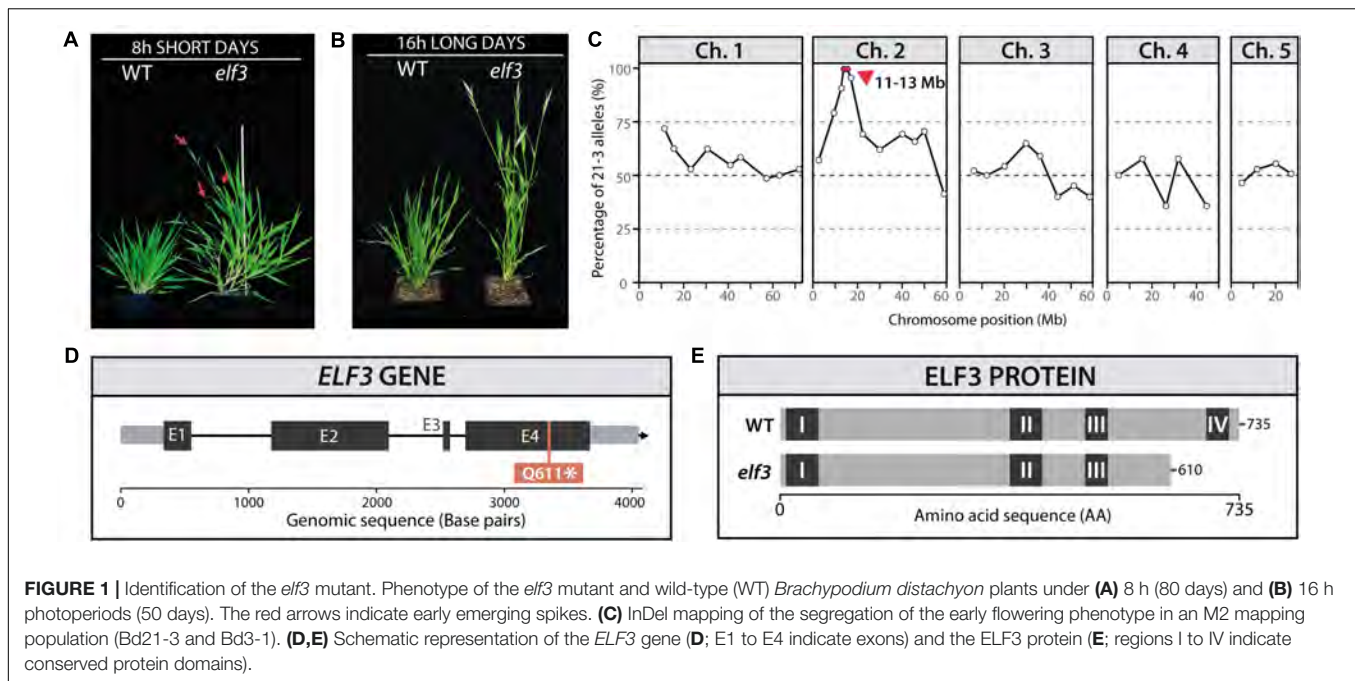 A
8h SHORT DAYS
WT elf3
B
16h LONG DAYS
WT elf3
C
Ch. 1 Ch. 2 Ch. 3 Ch. 4 Ch. 5
Percentage of 21-3 alleles (%)
100
75
50
25
0
11-13 Mb
0 20 40 60 0 20 40 60 0 20 40 60 0 20 40 0 20
Chromosome position (Mb)
D
ELF3 GENE
E1 E2 E3 E4
Q611*
0 1000 2000 3000 4000
Genomic sequence (Base pairs)
E
ELF3 PROTEIN
WT I II III IV 735
elf3 I II III 610
0 735
Amino acid sequence (AA)
FIGURE 1 | Identification of the elf3 mutant. Phenotype of the elf3 mutant and wild-type (WT) Brachypodium distachyon plants under (A) 8 h (80 days) and (B) 16 h
photoperiods (50 days). The red arrows indicate early emerging spikes. (C) InDel mapping of the segregation of the early flowering phenotype in an M2 mapping
population (Bd21-3 and Bd3-1). (D,E) Schematic representation of the ELF3 gene (D; E1 to E4 indicate exons) and the ELF3 protein (E; regions I to IV indicate
conserved protein domains).